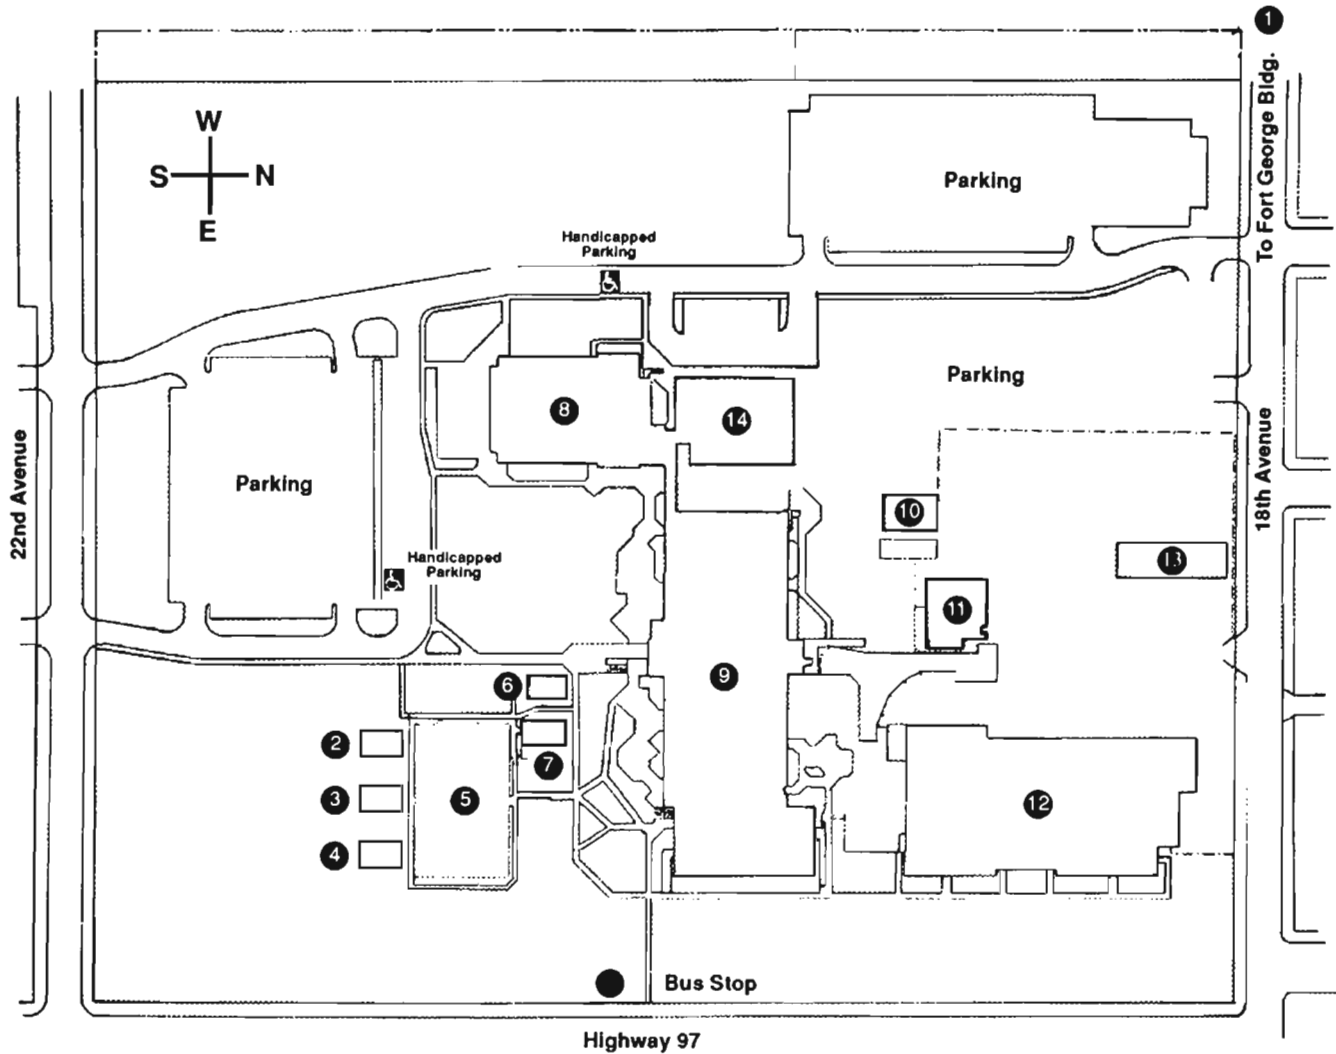 1
To Fort George Bldg.
W
S N
E
Parking
Handicapped
Parking
Parking
8
14
18th Avenue
22nd Avenue
Parking
10
Handicapped
Parking
13
11
6
9
2
7
3
5
12
4
Bus Stop
Highway 97